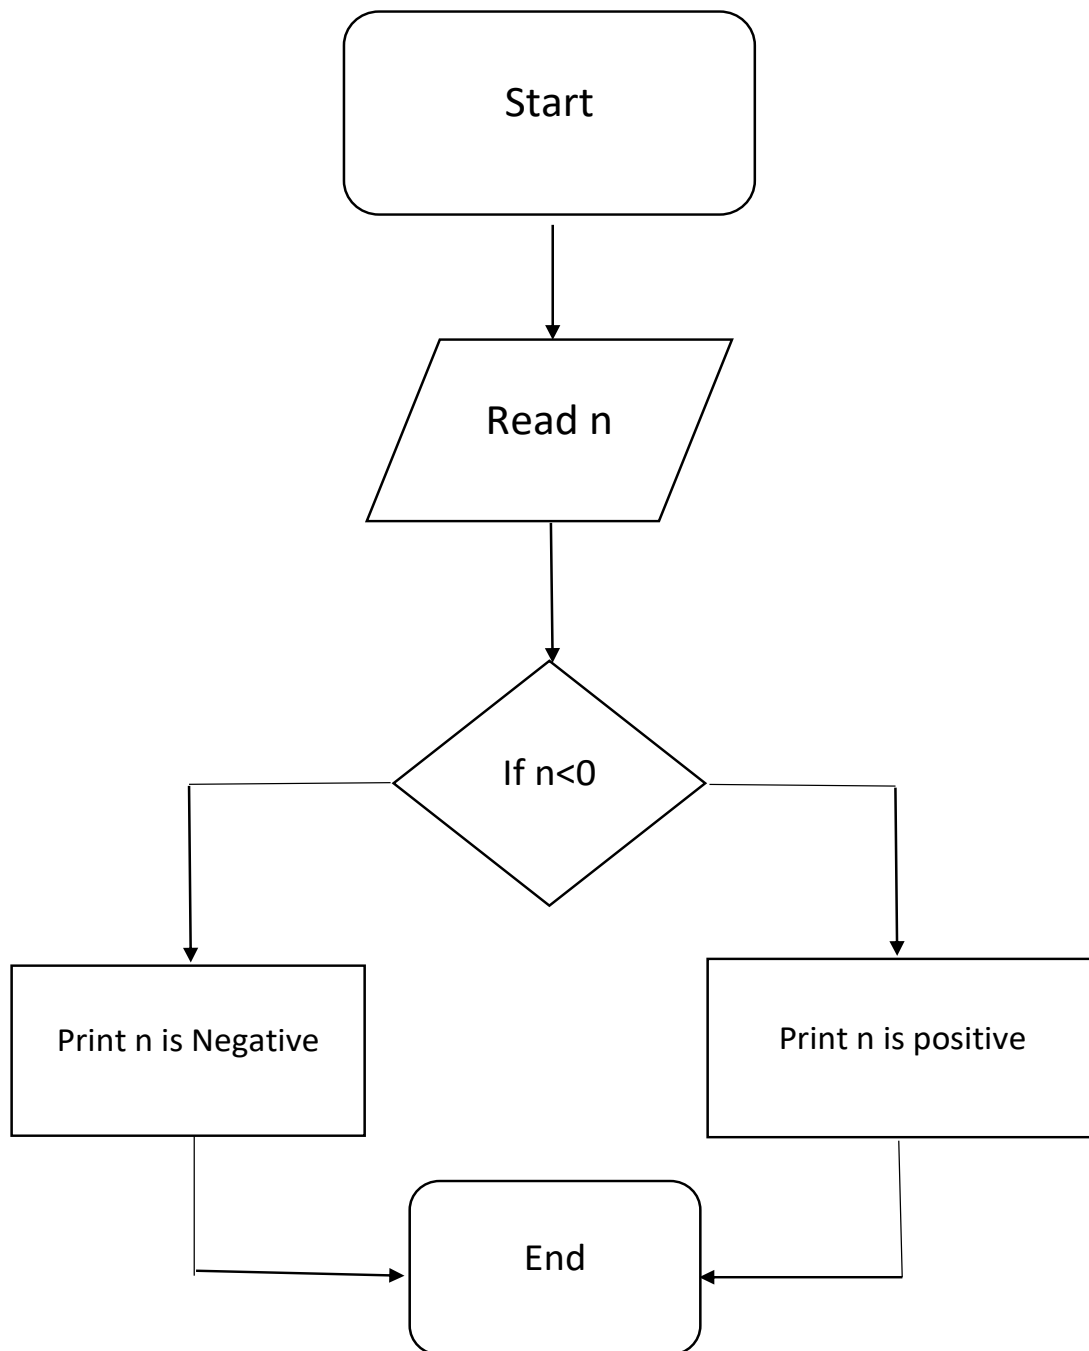 Start
Read n
If n<0
Print n is Negative
Print n is positive
End